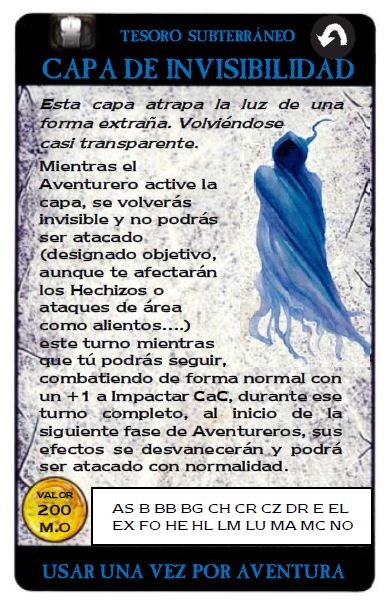 TESORO SUBTERRÁNEO
CAPA DE INVISIBILIDAD
Esta capa atrapa la luz de una
forma extraña. Volviéndose
casi transparente.
Mientras el
Aventurero active la
capa, se volverás
invisible y no podrás
ser atacado
(designado objetivo,
aunque te afectarán
los Hechizos o
ataques de área
como alientos....)
este turno mientras
que tú podrás seguir,
combatiendo de forma normal con
un +1 a Impactar CaC, durante ese
turno completo, al inicio de la
siguiente fase de Aventureros, sus
efectos se desvanecerán y podrá
ser atacado con normalidad.
VALOR
200
M.O
AS B BB BG CH CR CZ DR E EL
EX FO HE HL LM LU MA MC NO
USAR UNA VEZ POR AVENTURA